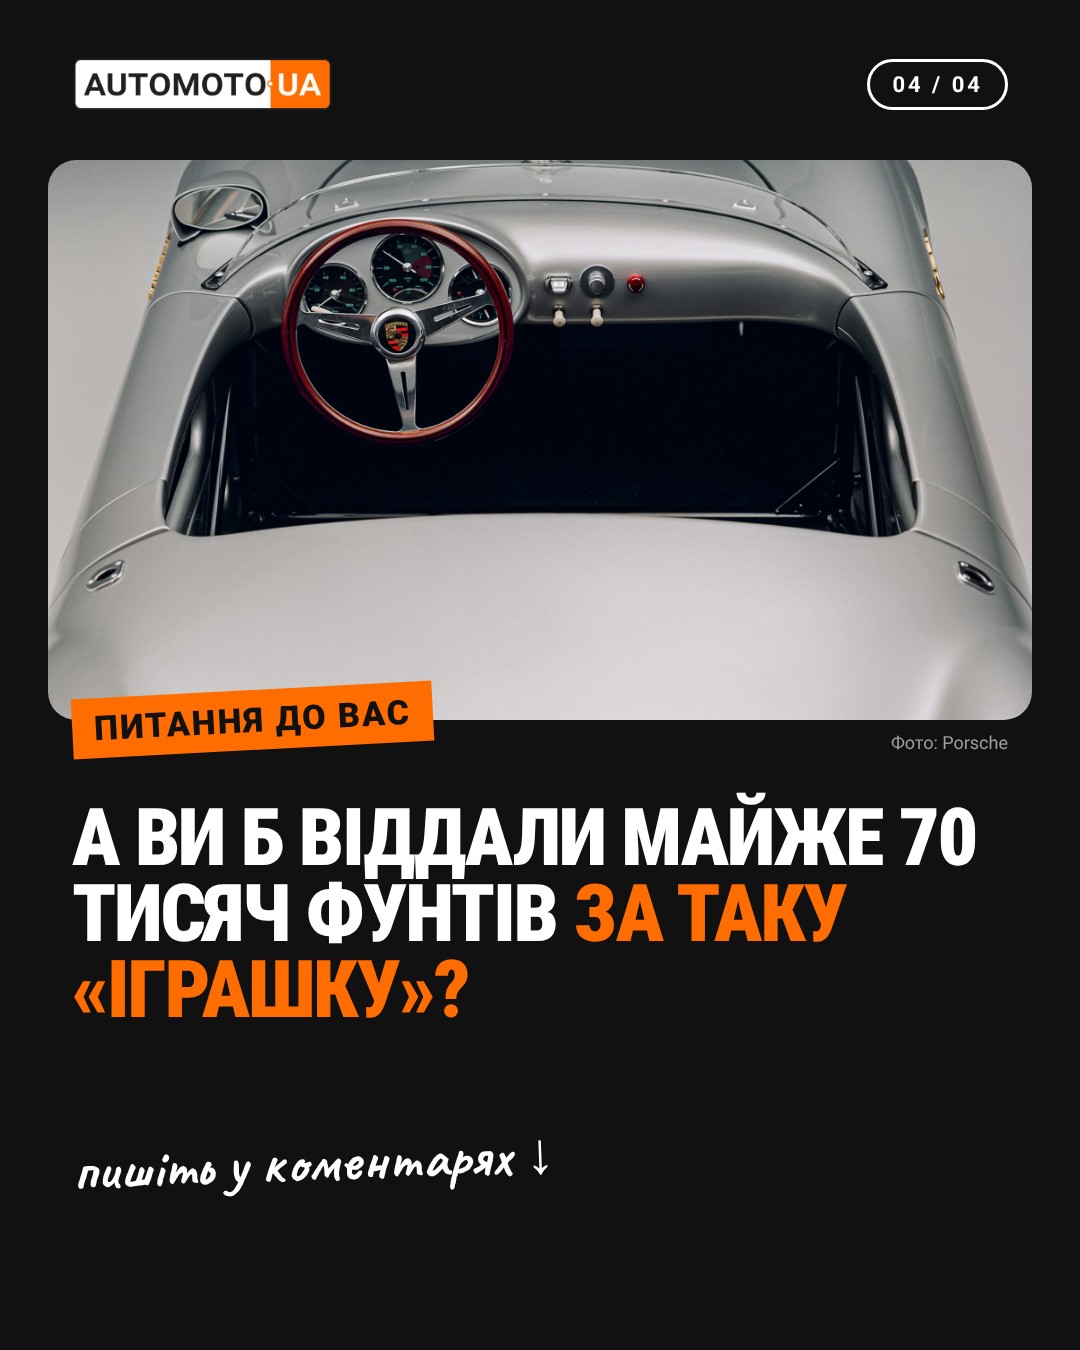 AUTOMOTO UA
04 / 04
ПИТАННЯ ДО ВАС
Фото: Porsche
А ВИ Б ВІДДАЛИ МАЙЖЕ 70
ТИСЯЧ ФУНТІВ ЗА ТАКУ
«ІГРАШКУ»?
пишіть у коментарях ↓